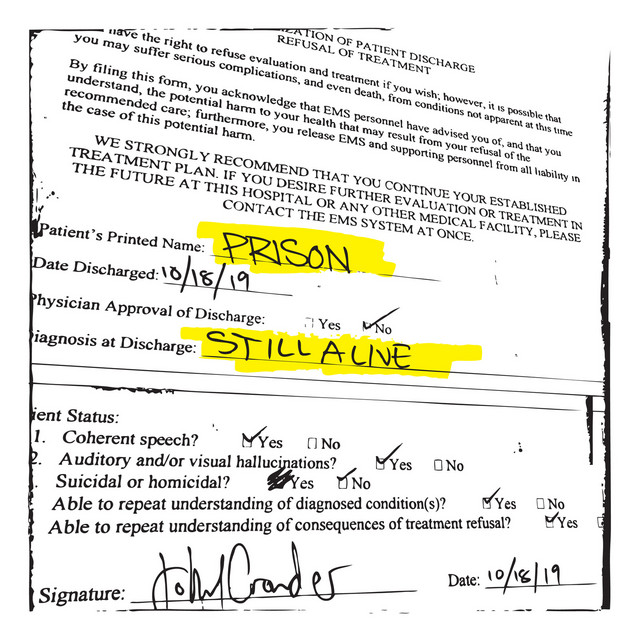 ATION OF PATIENT DISCHARGE
REFUSAL OF TREATMENT
have the right to refuse evaluation and treatment if you wish; however, it is possible that
you may suffer serious complications, and even death, from conditions not apparent at this time
By filing this form, you acknowledge that EMS personnel have advised you of, and that you
understand, the potential harm to your health that may result from your refusal of the
recommended care; furthermore, you release EMS and supporting personnel from all liability in
the case of this potential harm.
WE STRONGLY RECOMMEND THAT YOU CONTINUE YOUR ESTABLISHED
TREATMENT PLAN. IF YOU DESIRE FURTHER EVALUATION OR TREATMENT IN
THE FUTURE AT THIS HOSPITAL OR ANY OTHER MEDICAL FACILITY, PLEASE
CONTACT THE EMS SYSTEM AT ONCE.
Patient's Printed Name: PRISON
Date Discharged: 10/18/19
Physician Approval of Discharge: Yes No
iagnosis at Discharge: STILL ALIVE
ient Status:
1. Coherent speech? Yes No
2. Auditory and/or visual hallucinations? Yes No
Suicidal or homicidal? Yes No
Able to repeat understanding of diagnosed condition(s)? Yes No
Able to repeat understanding of consequences of treatment refusal? Yes
Signature:
Date: 10/18/19